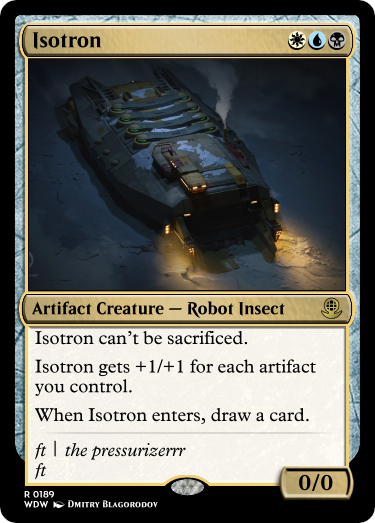 Isotron
Artifact Creature — Robot Insect
Isotron can't be sacrificed.
Isotron gets +1/+1 for each artifact
you control.
When Isotron enters, draw a card.
ft | the pressurizerrr
ft
0/0
R 0189
WDW Dmitry Blagorodov